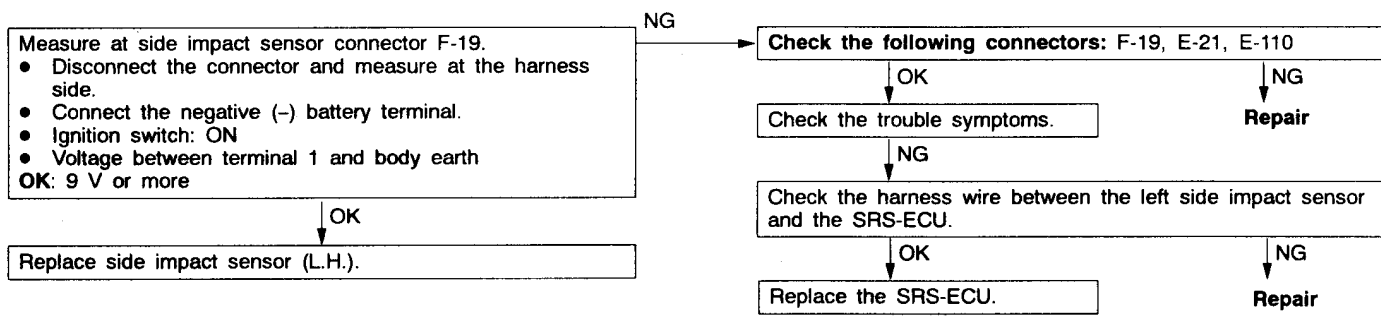 NG
Measure at side impact sensor connector F-19.
● Disconnect the connector and measure at the harness
side.
● Connect the negative (–) battery terminal.
● Ignition switch: ON
● Voltage between terminal 1 and body earth
OK: 9 V or more
OK
Replace side impact sensor (L.H.).
Check the following connectors: F-19, E-21, E-110
OK
NG
Check the trouble symptoms.
Repair
NG
Check the harness wire between the left side impact sensor
and the SRS-ECU.
OK
NG
Replace the SRS-ECU.
Repair